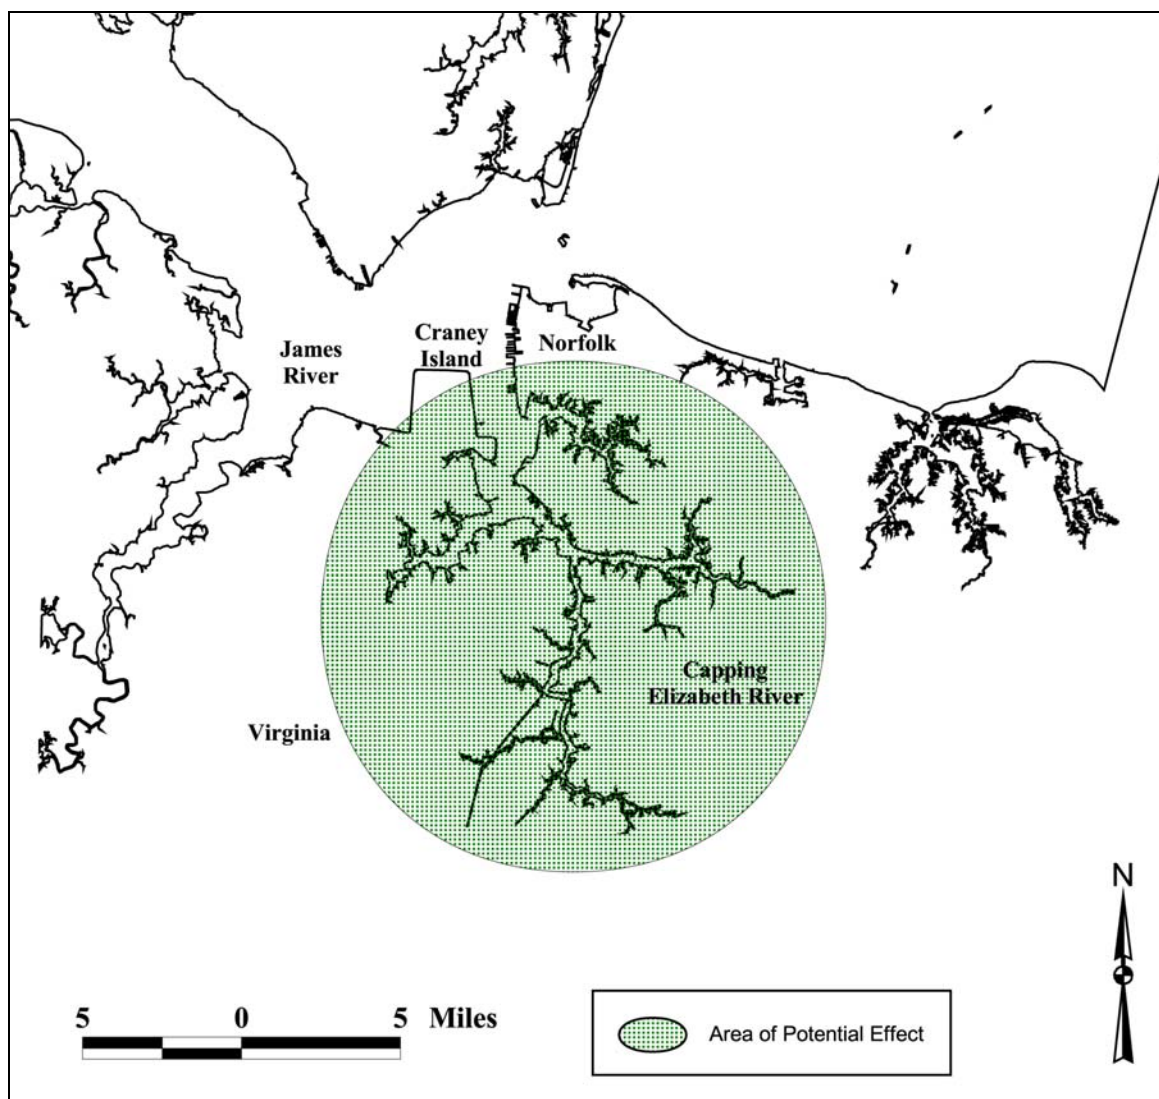 Craney
Island
Norfolk
James
River
Capping
Elizabeth River
Virginia
N
5 0 5 Miles
Area of Potential Effect